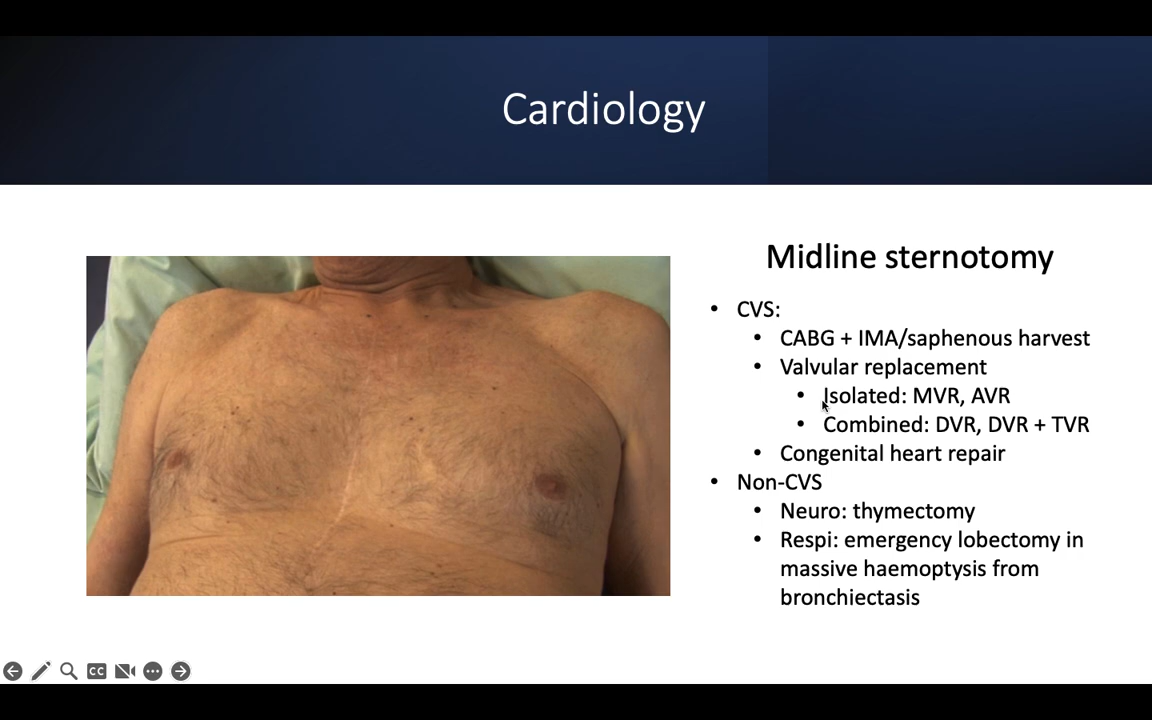 Cardiology
Midline sternotomy
• CVS:
• CABG + IMA/saphenous harvest
• Valvular replacement
• Isolated: MVR, AVR
• Combined: DVR, DVR + TVR
• Congenital heart repair
• Non-CVS
• Neuro: thymectomy
• Respi: emergency lobectomy in
massive haemoptysis from
bronchiectasis
CC